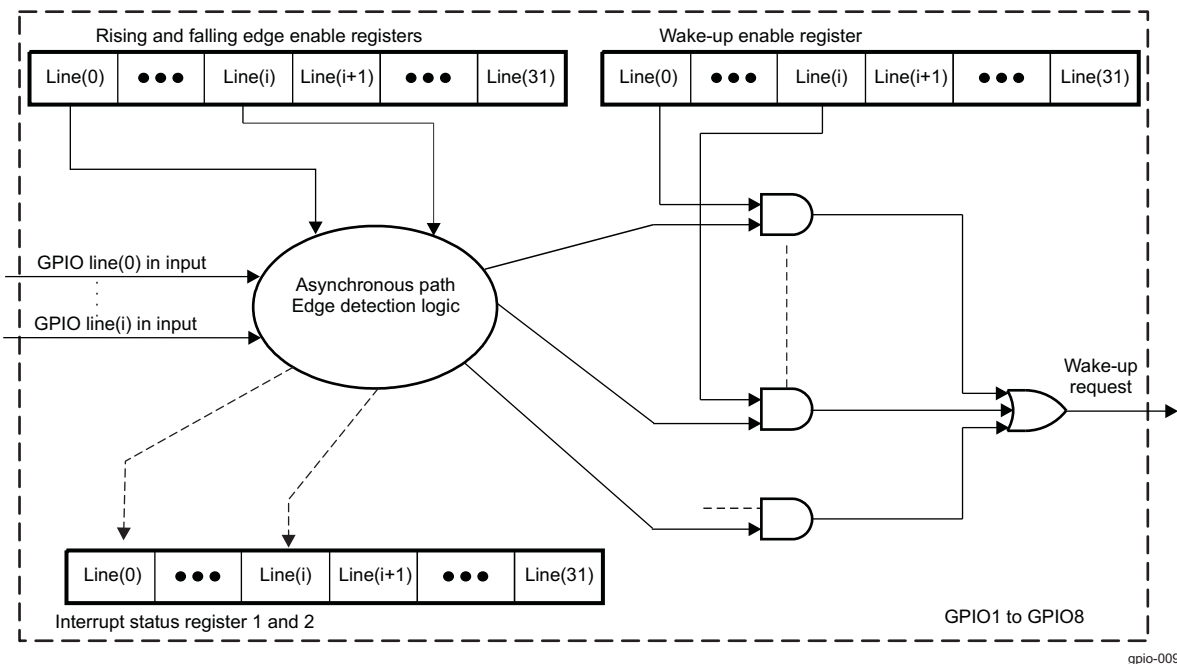 Rising and falling edge enable registers
Wake-up enable register
Line(0) ●●● Line(i) Line(i+1) ●●● Line(31)
Line(0) ●●● Line(i) Line(i+1) ●●● Line(31)
GPIO line(0) in input
GPIO line(i) in input
Asynchronous path
Edge detection logic
Wake-up
request
Line(0) ●●● Line(i) Line(i+1) ●●● Line(31)
Interrupt status register 1 and 2
GPIO1 to GPIO8
gpio-009